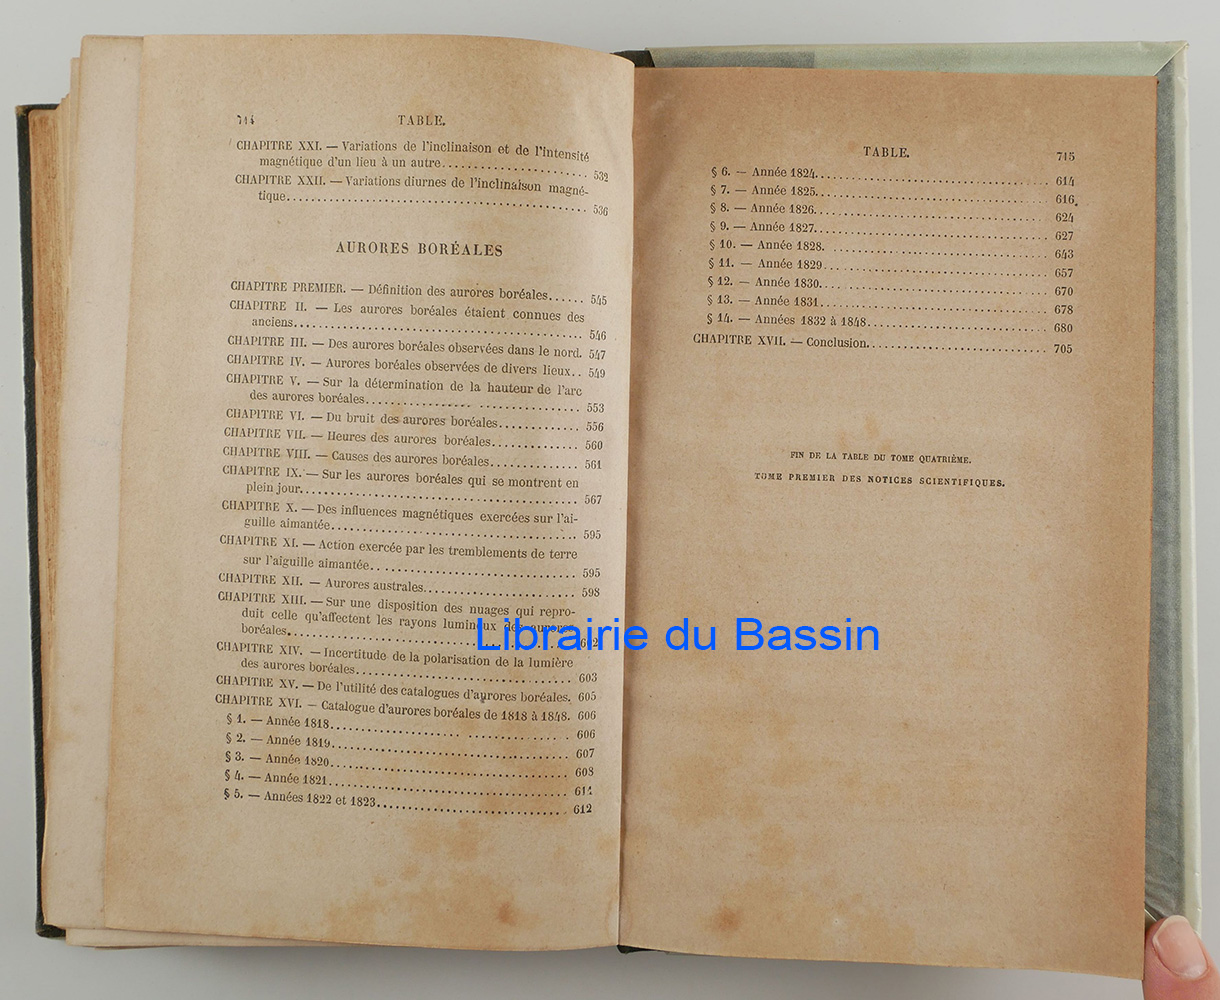 714 TABLE.
CHAPITRE XXI. — Variations de l'inclinaison et de l'intensité
magnétique d'un lieu à un autre.................... 532
CHAPITRE XXII. — Variations diurnes de l'inclinaison magné-
tique.................... 536
AURORES BORÉALES
CHAPITRE PREMIER. — Définition des aurores boréales...... 545
CHAPITRE II. — Les aurores boréales étaient connues des
anciens.................... 546
CHAPITRE III. — Des aurores boréales observées dans le nord. 547
CHAPITRE IV. — Aurores boréales observées de divers lieux.. 549
CHAPITRE V. — Sur la détermination de la hauteur de l'arc
des aurores boréales.................... 553
CHAPITRE VI. — Du bruit des aurores boréales............ 556
CHAPITRE VII. — Heures des aurores boréales............ 560
CHAPITRE VIII. — Causes des aurores boréales............ 561
CHAPITRE IX. — Sur les aurores boréales qui se montrent en
plein jour.................... 567
CHAPITRE X. — Des influences magnétiques exercées sur l'ai-
guille aimantée.................... 595
CHAPITRE XI. — Action exercée par les tremblements de terre
sur l'aiguille aimantée.................... 595
CHAPITRE XII. — Aurores australes.................... 598
CHAPITRE XIII. — Sur une disposition des nuages qui repro-
duit celle qu'affectent les rayons lumineux des aurores
boréales....................
CHAPITRE XIV. — Incertitude de la polarisation de la lumière
des aurores boréales.................... 603
CHAPITRE XV. — De l'utilité des catalogues d'aurores boréales. 605
CHAPITRE XVI. — Catalogue d'aurores boréales de 1818 à 1848. 606
§ 1. — Année 1818.................... 606
§ 2. — Année 1819.................... 607
§ 3. — Année 1820.................... 608
§ 4. — Année 1821.................... 611
§ 5. — Années 1822 et 1823.................... 612
TABLE. 715
§ 6. — Année 1824.................... 614
§ 7. — Année 1825.................... 616
§ 8. — Année 1826.................... 624
§ 9. — Année 1827.................... 627
§ 10. — Année 1828. .................... 643
§ 11. — Année 1829.................... 657
§ 12. — Année 1830.................... 670
§ 13. — Année 1831.................... 678
§ 14. — Années 1832 à 1848.................... 680
CHAPITRE XVII. — Conclusion.................... 705
FIN DE LA TABLE DU TOME QUATRIÈME.
TOME PREMIER DES NOTICES SCIENTIFIQUES.
Librairie du Bassin